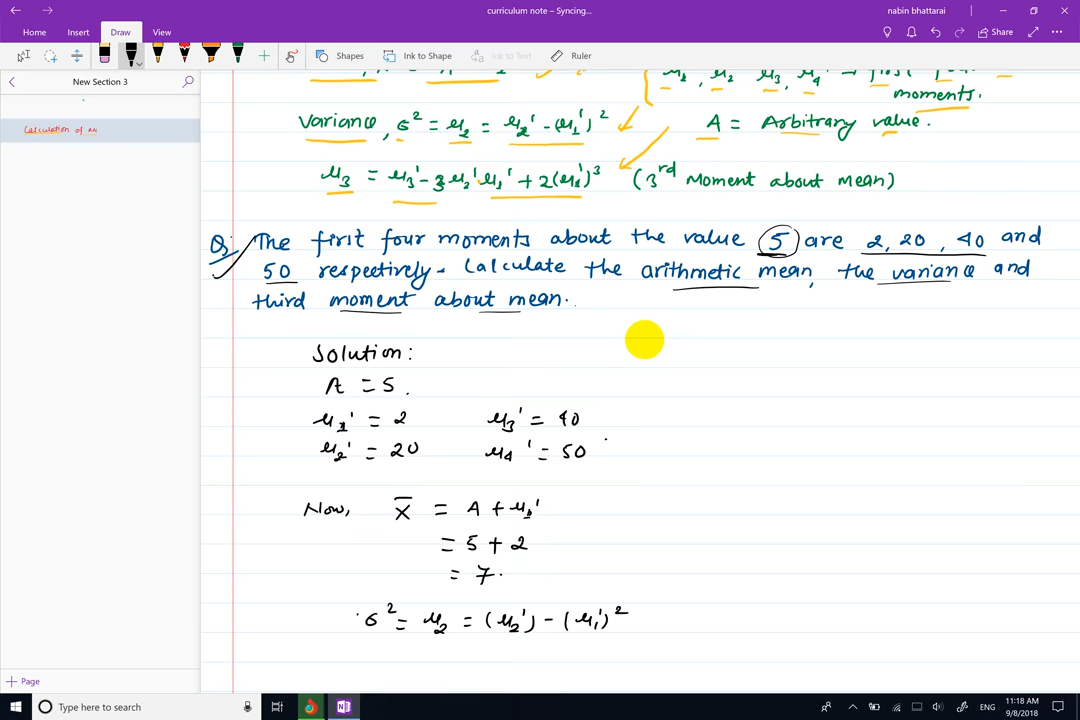 curriculum note - Syncing...
nabin bhattarai
Home Insert Draw View
Share
Shapes Ink to Shape Ink to Text Ruler
New Section 3
Calculation of
moments.
Variance, σ² = μ₂ = μ₂' - (μ₁')²
A = Arbitrary value.
μ₃ = μ₃' - 3μ₂'μ₁' + 2(μ₁')³ (3rd Moment about mean)
Q. The first four moments about the value 5 are 2, 20, 40 and
50 respectively. Calculate the arithmetic mean, the variance and
third moment about mean.
Solution:
A = 5.
μ₁' = 2 μ₃' = 40
μ₂' = 20 μ₄' = 50
Now, X̄ = A + μ₁'
= 5 + 2
= 7.
σ² = μ₂ = (μ₂') - (μ₁')²
+ Page
Type here to search
ENG
11:18 AM
9/8/2018